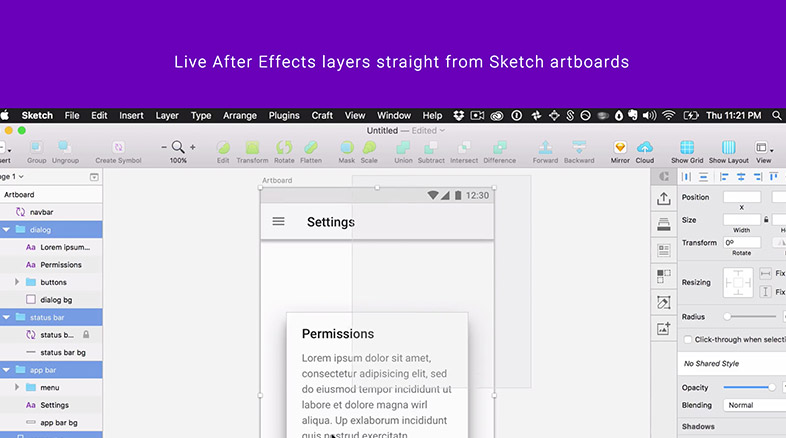 Live After Effects layers straight from Sketch artboards
Sketch File Edit Insert Layer Type Arrange Plugins Craft View Window Help Thu 11:21 PM
Untitled — Edited
100%
Group Ungroup Create Symbol Edit Transform Rotate Flatten Mask Scale Union Subtract Intersect Difference Forward Backward Mirror Cloud Show Grid Show Layout View
Artboard
navbar
dialog
Aa Lorem ipsum...
Aa Permissions
buttons
dialog bg
status bar
status b...
status bar bg
app bar
menu
Aa Settings
app bar bg
Artboard
12:30
Settings
Permissions
Lorem ipsum dolor sit amet,
consectetur adipisicing elit, sed
do eiusmod tempor incididunt ut
labore et dolore magna wirl
aliqua. Up exlaborum incididunt
quis nostrud exercitatn
Position
X
Size
Width
Transform 0º
Rotate
Resizing
Radius
Click-through when selecti
No Shared Style
Opacity
Blending Normal
Shadows